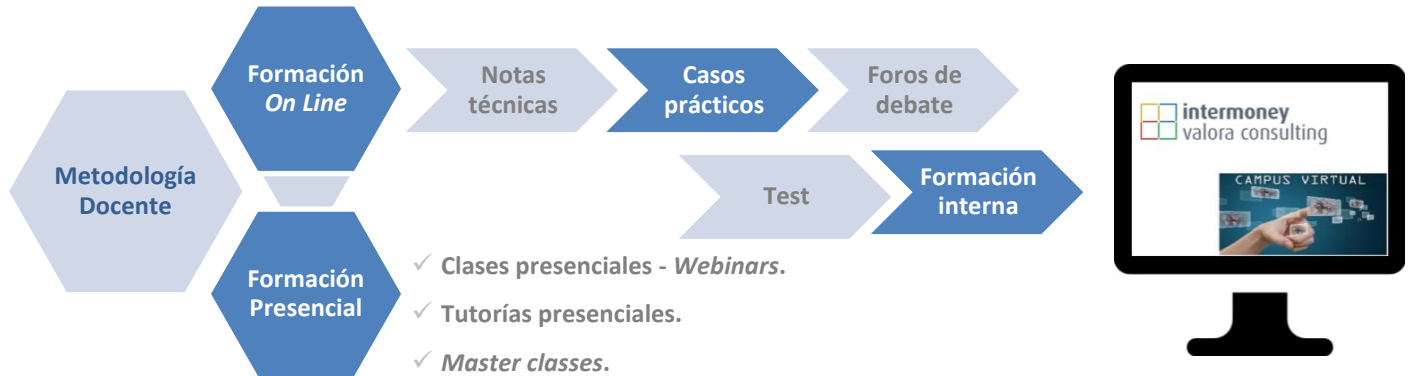 Formación
On Line
Notas
técnicas
Casos
prácticos
Foros de
debate
Metodología
Docente
Test
Formación
interna
Formación
Presencial
✓ Clases presenciales - Webinars.
✓ Tutorías presenciales.
✓ Master classes.
intermoney
valora consulting
CAMPUS VIRTUAL